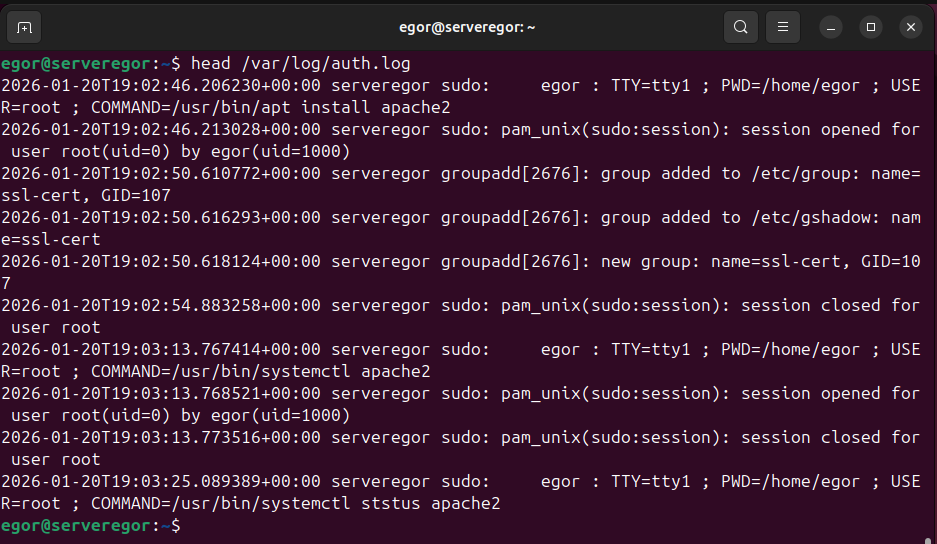 egor@serveregor: ~
egor@serveregor:~$ head /var/log/auth.log
2026-01-20T19:02:46.206230+00:00 serveregor sudo:     egor : TTY=tty1 ; PWD=/home/egor ; USE
R=root ; COMMAND=/usr/bin/apt install apache2
2026-01-20T19:02:46.213028+00:00 serveregor sudo: pam_unix(sudo:session): session opened for
 user root(uid=0) by egor(uid=1000)
2026-01-20T19:02:50.610772+00:00 serveregor groupadd[2676]: group added to /etc/group: name=
ssl-cert, GID=107
2026-01-20T19:02:50.616293+00:00 serveregor groupadd[2676]: group added to /etc/gshadow: nam
e=ssl-cert
2026-01-20T19:02:50.618124+00:00 serveregor groupadd[2676]: new group: name=ssl-cert, GID=10
7
2026-01-20T19:02:54.883258+00:00 serveregor sudo: pam_unix(sudo:session): session closed for
 user root
2026-01-20T19:03:13.767414+00:00 serveregor sudo:     egor : TTY=tty1 ; PWD=/home/egor ; USE
R=root ; COMMAND=/usr/bin/systemctl apache2
2026-01-20T19:03:13.768521+00:00 serveregor sudo: pam_unix(sudo:session): session opened for
 user root(uid=0) by egor(uid=1000)
2026-01-20T19:03:13.773516+00:00 serveregor sudo: pam_unix(sudo:session): session closed for
 user root
2026-01-20T19:03:25.089389+00:00 serveregor sudo:     egor : TTY=tty1 ; PWD=/home/egor ; USE
R=root ; COMMAND=/usr/bin/systemctl ststus apache2
egor@serveregor:~$